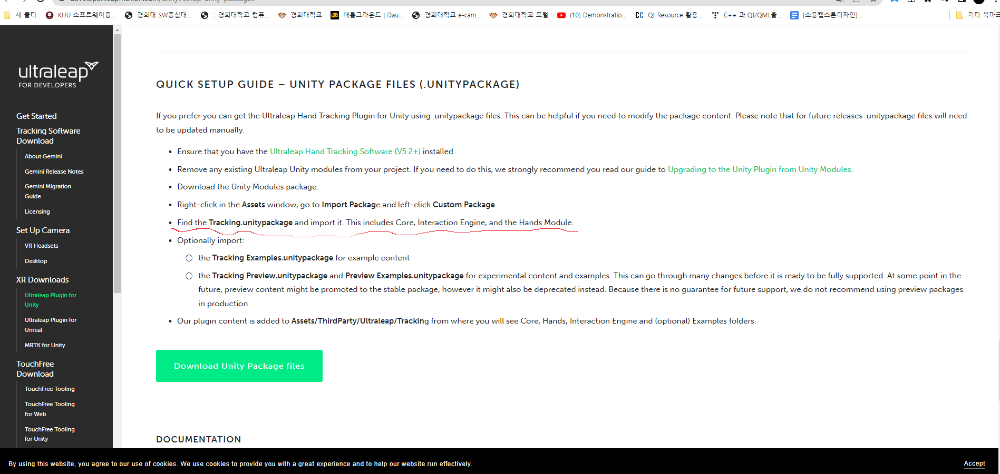 새 폴더
KHU 소프트웨어융...
경희대 SW중심대...
:: 경희대학교 컴퓨...
경희대학교
배틀그라운드 | Dau...
경희대학교 e-cam...
경희대학교 포털
(10) Demonstratio...
CC Qt Resource 활용...
C++ 과 Qt/QML을...
[소융캡스톤디자인]...
기타 북마크
ultraleap
FOR DEVELOPERS
Get Started
Tracking Software
Download
About Gemini
Gemini Release Notes
Gemini Migration
Guide
Licensing
Set Up Camera
VR Headsets
Desktop
XR Downloads
Ultraleap Plugin for
Unity
Ultraleap Plugin for
Unreal
MRTK for Unity
TouchFree
Download
TouchFree Tooling
TouchFree Tooling
for Web
TouchFree Tooling
for Unity
QUICK SETUP GUIDE – UNITY PACKAGE FILES (.UNITYPACKAGE)
If you prefer you can get the Ultraleap Hand Tracking Plugin for Unity using .unitypackage files. This can be helpful if you need to modify the package content. Please note that for future releases .unitypackage files will need
to be updated manually.
• Ensure that you have the Ultraleap Hand Tracking Software (V5.2+) installed.
• Remove any existing Ultraleap Unity modules from your project. If you need to do this, we strongly recommend you read our guide to Upgrading to the Unity Plugin from Unity Modules.
• Download the Unity Modules package.
• Right-click in the Assets window, go to Import Package and left-click Custom Package.
• Find the Tracking.unitypackage and import it. This includes Core, Interaction Engine, and the Hands Module.
• Optionally import:
◯ the Tracking Examples.unitypackage for example content
◯ the Tracking Preview.unitypackage and Preview Examples.unitypackage for experimental content and examples. This can go through many changes before it is ready to be fully supported. At some point in the
future, preview content might be promoted to the stable package, however it might also be deprecated instead. Because there is no guarantee for future support, we do not recommend using preview packages
in production.
• Our plugin content is added to Assets/ThirdParty/Ultraleap/Tracking from where you will see Core, Hands, Interaction Engine and (optional) Examples folders.
Download Unity Package files
DOCUMENTATION
By using this website, you agree to our use of cookies. We use cookies to provide you with a great experience and to help our website run effectively.
Accept